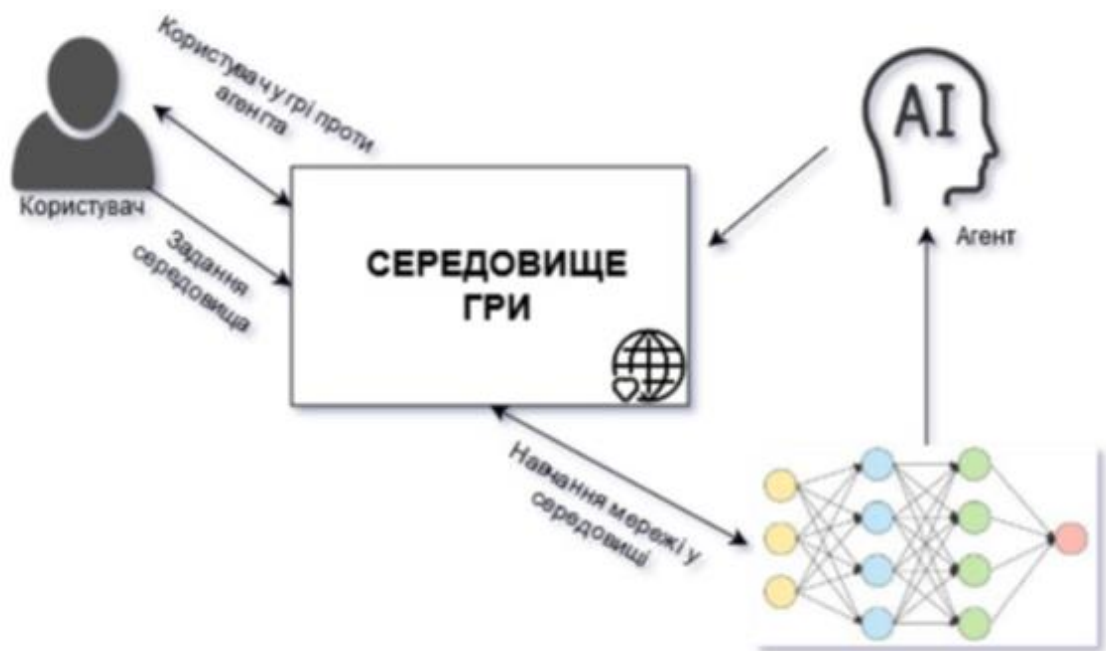 Користувач у грі проти
агента
Користувач
Задання
середовища
СЕРЕДОВИЩЕ
ГРИ
AI
Агент
Навчання мережі у
середовищі